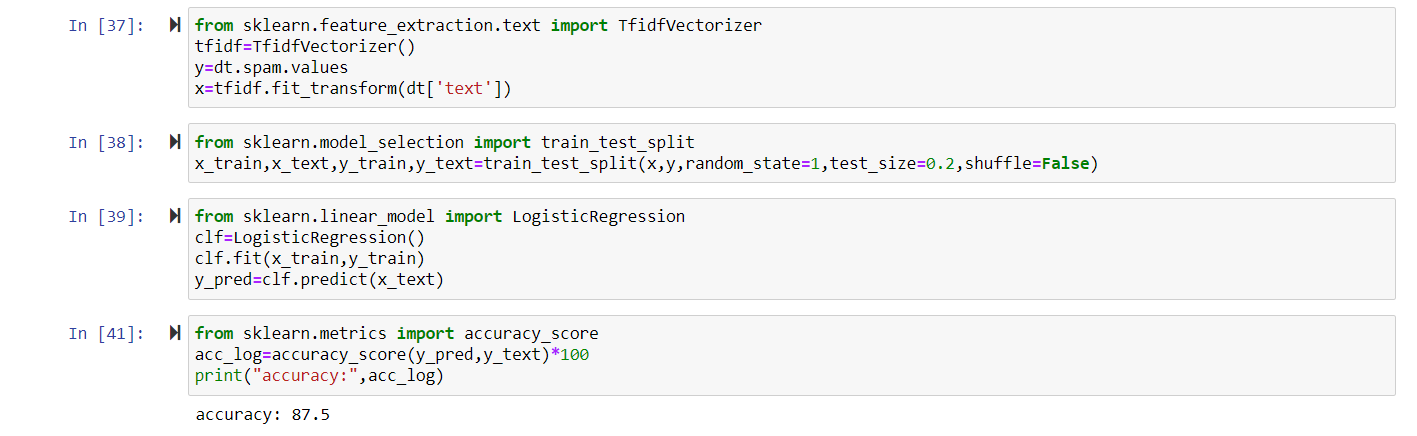 In [37]:
from sklearn.feature_extraction.text import TfidfVectorizer
tfidf=TfidfVectorizer()
y=dt.spam.values
x=tfidf.fit_transform(dt['text'])
In [38]:
from sklearn.model_selection import train_test_split
x_train,x_text,y_train,y_text=train_test_split(x,y,random_state=1,test_size=0.2,shuffle=False)
In [39]:
from sklearn.linear_model import LogisticRegression
clf=LogisticRegression()
clf.fit(x_train,y_train)
y_pred=clf.predict(x_text)
In [41]:
from sklearn.metrics import accuracy_score
acc_log=accuracy_score(y_pred,y_text)*100
print("accuracy:",acc_log)
accuracy: 87.5